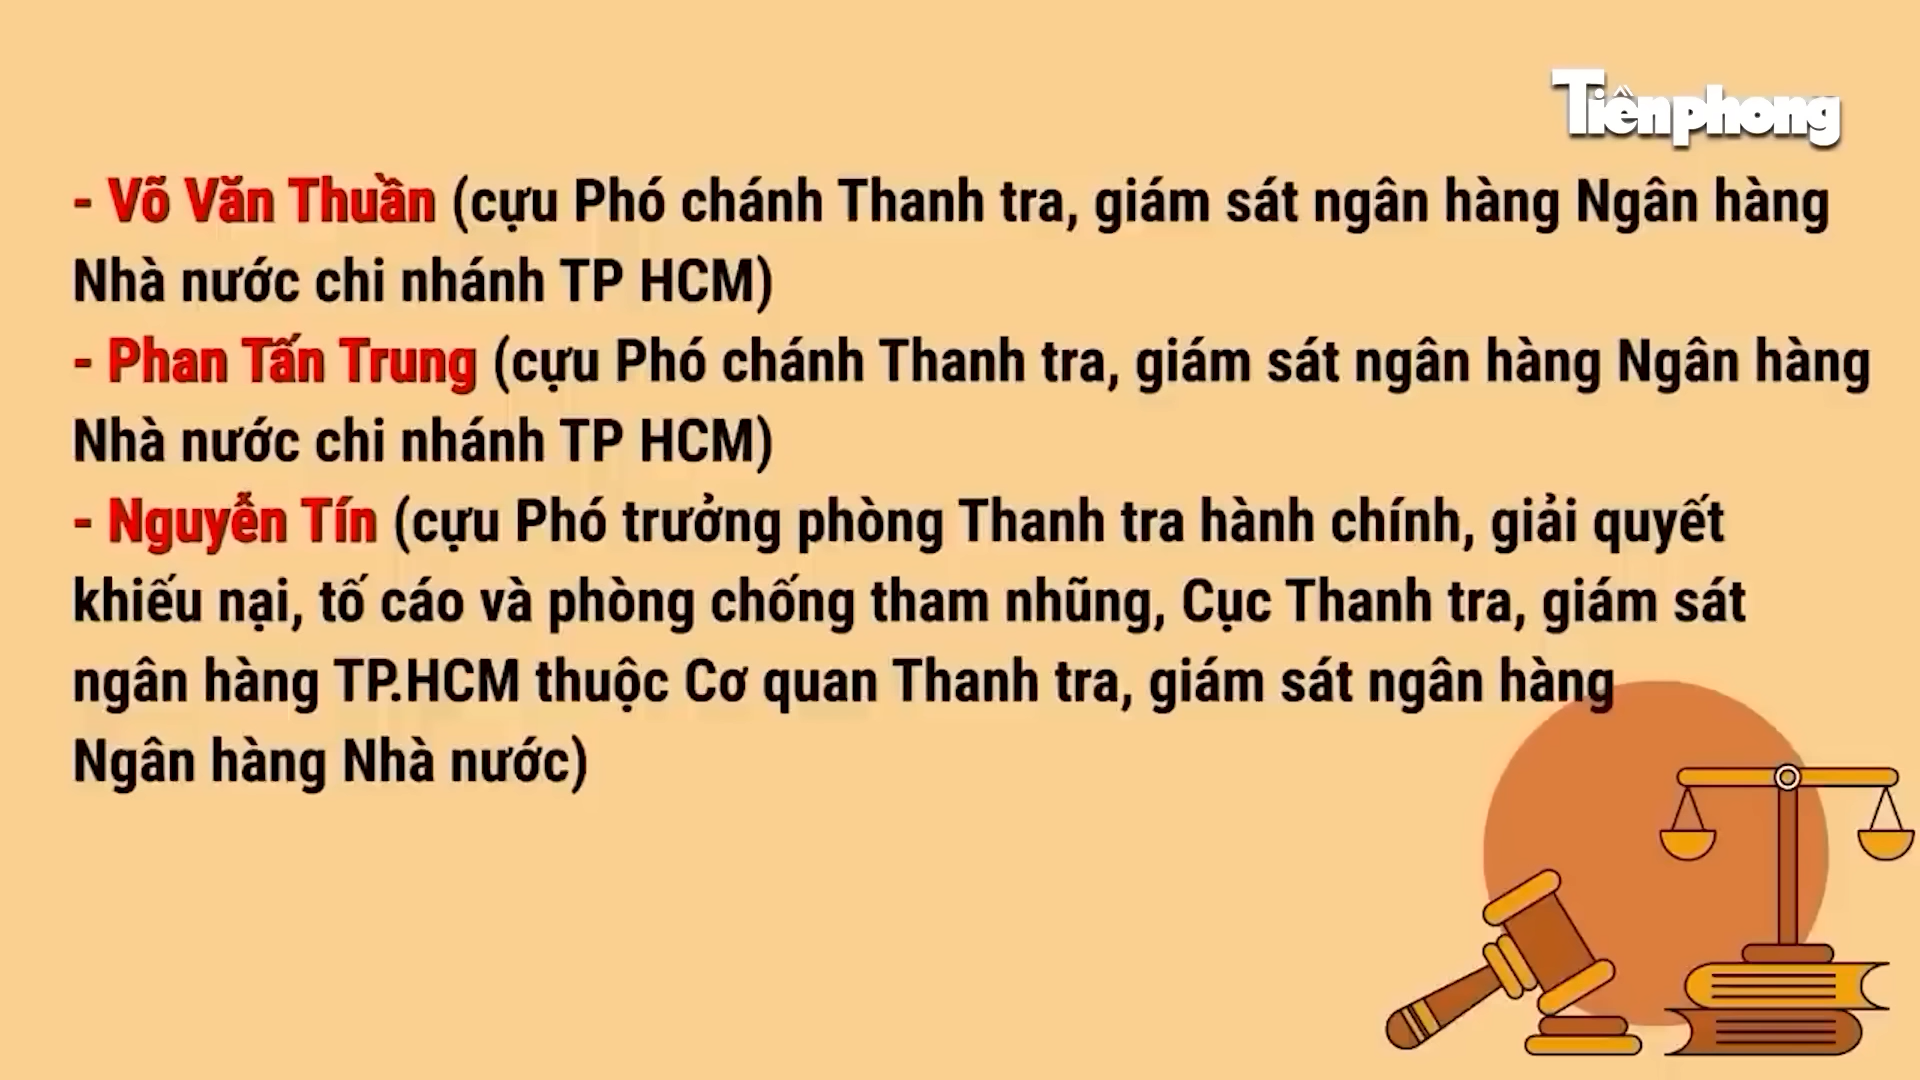 Tiềnphong
- Võ Văn Thuần (cựu Phó chánh Thanh tra, giám sát ngân hàng Ngân hàng
Nhà nước chi nhánh TP HCM)
- Phan Tấn Trung (cựu Phó chánh Thanh tra, giám sát ngân hàng Ngân hàng
Nhà nước chi nhánh TP HCM)
- Nguyễn Tín (cựu Phó trưởng phòng Thanh tra hành chính, giải quyết
khiếu nại, tố cáo và phòng chống tham nhũng, Cục Thanh tra, giám sát
ngân hàng TP.HCM thuộc Cơ quan Thanh tra, giám sát ngân hàng
Ngân hàng Nhà nước)